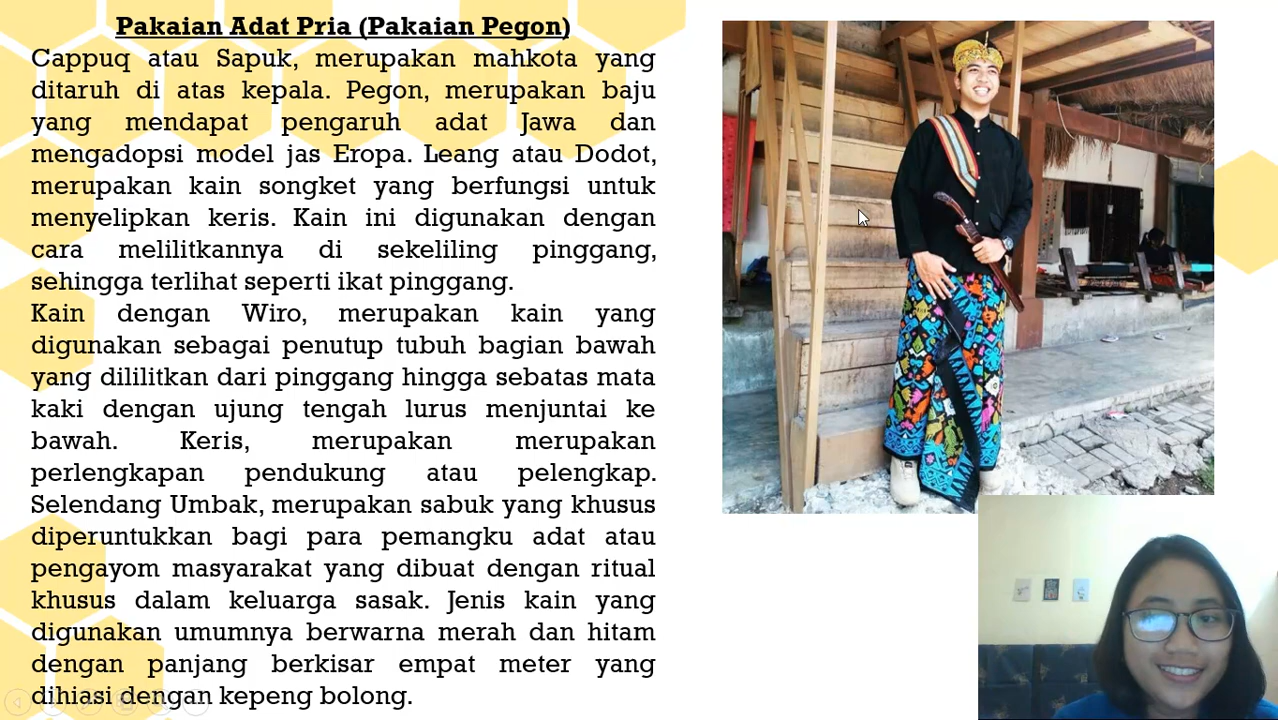 Pakaian Adat Pria (Pakaian Pegon)
Cappuq atau Sapuk, merupakan mahkota yang
ditaruh di atas kepala. Pegon, merupakan baju
yang mendapat pengaruh adat Jawa dan
mengadopsi model jas Eropa. Leang atau Dodot,
merupakan kain songket yang berfungsi untuk
menyelipkan keris. Kain ini digunakan dengan
cara melilitkannya di sekeliling pinggang,
sehingga terlihat seperti ikat pinggang.
Kain dengan Wiro, merupakan kain yang
digunakan sebagai penutup tubuh bagian bawah
yang dililitkan dari pinggang hingga sebatas mata
kaki dengan ujung tengah lurus menjuntai ke
bawah. Keris, merupakan merupakan
perlengkapan pendukung atau pelengkap.
Selendang Umbak, merupakan sabuk yang khusus
diperuntukkan bagi para pemangku adat atau
pengayom masyarakat yang dibuat dengan ritual
khusus dalam keluarga sasak. Jenis kain yang
digunakan umumnya berwarna merah dan hitam
dengan panjang berkisar empat meter yang
dihiasi dengan kepeng bolong.